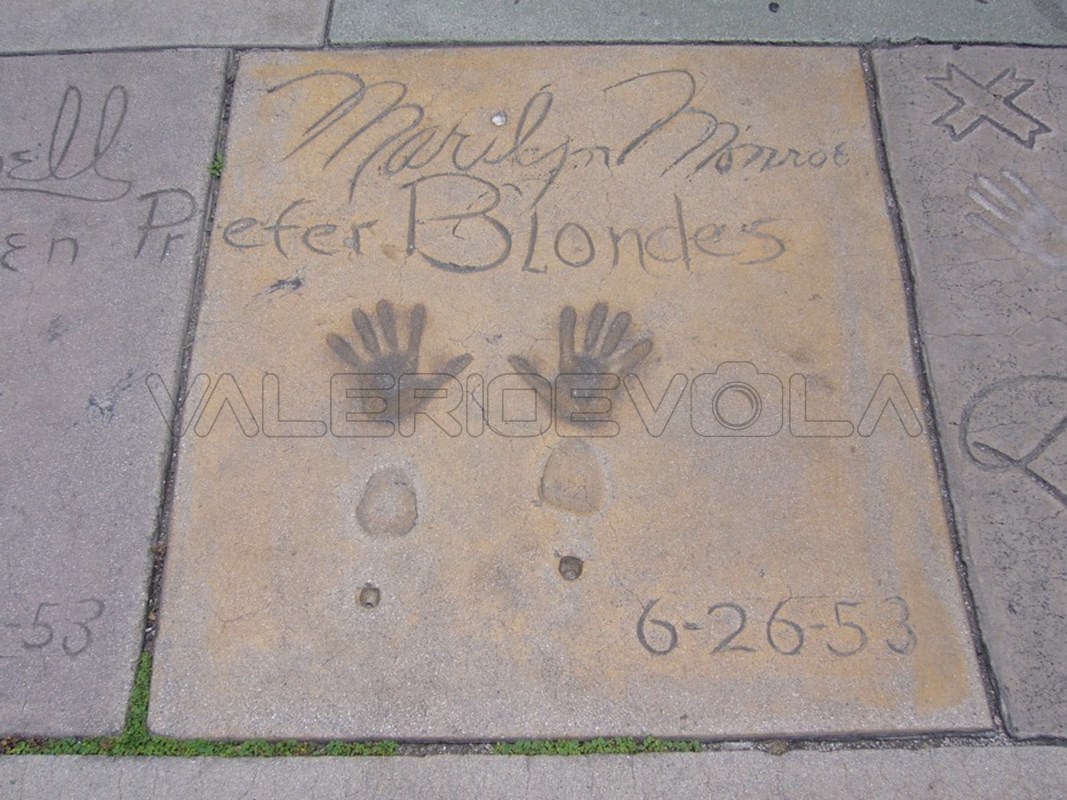 Marilyn Monroe
en Prefer Blondes
ell
VALERIOEVOLA
-53
6-26-53